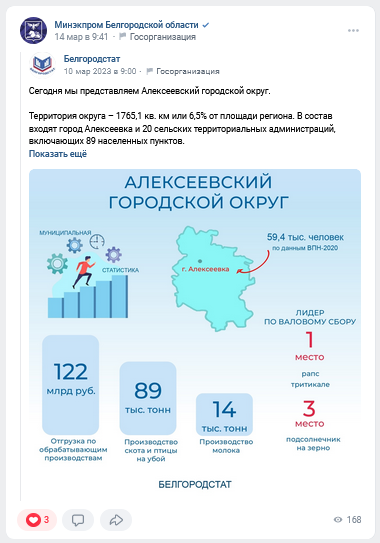 Минэкпром Белгородской области
14 мар в 9:41 · Госорганизация
Белгородстат
10 мар 2023 в 9:00 · Госорганизация
Сегодня мы представляем Алексеевский городской округ.
Территория округа – 1765,1 кв. км или 6,5% от площади региона. В состав
входят город Алексеевка и 20 сельских территориальных администраций,
включающих 89 населенных пунктов.
Показать ещё
АЛЕКСЕЕВСКИЙ
ГОРОДСКОЙ ОКРУГ
МУНИЦИПАЛЬНАЯ
СТАТИСТИКА
г. Алексеевка
59,4 тыс. человек
по данным ВПН-2020
ЛИДЕР
ПО ВАЛОВОМУ СБОРУ
1
место
рапс
тритикале
3
место
подсолнечник
на зерно
122
млрд руб.
Отгрузка по
обрабатывающим
производствам
89
тыс. тонн
Производство
скота и птицы
на убой
14
тыс. тонн
Производство
молока
БЕЛГОРОДСТАТ
3
168